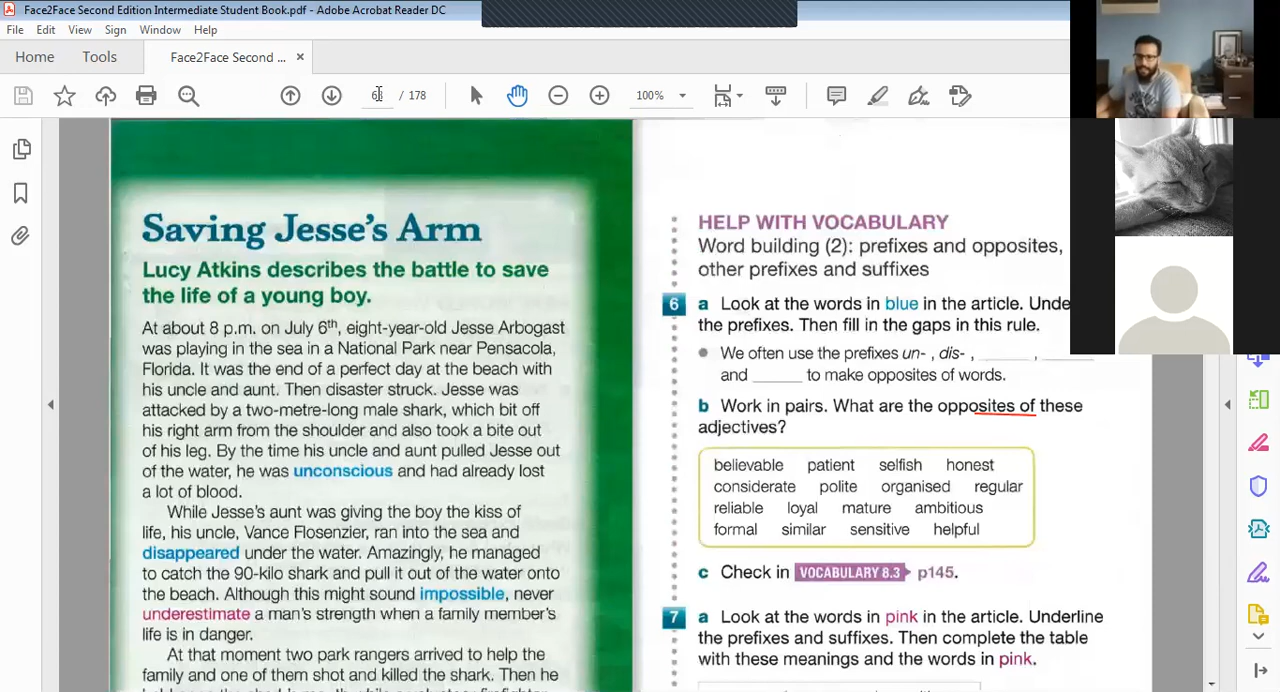 Face2Face Second Edition Intermediate Student Book.pdf - Adobe Acrobat Reader DC
File Edit View Sign Window Help
Home Tools Face2Face Second ... ×
/ 178
100%
Saving Jesse's Arm
Lucy Atkins describes the battle to save
the life of a young boy.
At about 8 p.m. on July 6th, eight-year-old Jesse Arbogast
was playing in the sea in a National Park near Pensacola,
Florida. It was the end of a perfect day at the beach with
his uncle and aunt. Then disaster struck. Jesse was
attacked by a two-metre-long male shark, which bit off
his right arm from the shoulder and also took a bite out
of his leg. By the time his uncle and aunt pulled Jesse out
of the water, he was unconscious and had already lost
a lot of blood.
While Jesse's aunt was giving the boy the kiss of
life, his uncle, Vance Flosenzier, ran into the sea and
disappeared under the water. Amazingly, he managed
to catch the 90-kilo shark and pull it out of the water onto
the beach. Although this might sound impossible, never
underestimate a man's strength when a family member's
life is in danger.
At that moment two park rangers arrived to help the
family and one of them shot and killed the shark. Then he
HELP WITH VOCABULARY
Word building (2): prefixes and opposites,
other prefixes and suffixes
6 a Look at the words in blue in the article. Unde
the prefixes. Then fill in the gaps in this rule.
● We often use the prefixes un- , dis- , ______, ______
and ______ to make opposites of words.
b Work in pairs. What are the opposites of these
adjectives?
believable patient selfish honest
considerate polite organised regular
reliable loyal mature ambitious
formal similar sensitive helpful
c Check in VOCABULARY 8.3 p145.
7 a Look at the words in pink in the article. Underline
the prefixes and suffixes. Then complete the table
with these meanings and the words in pink.